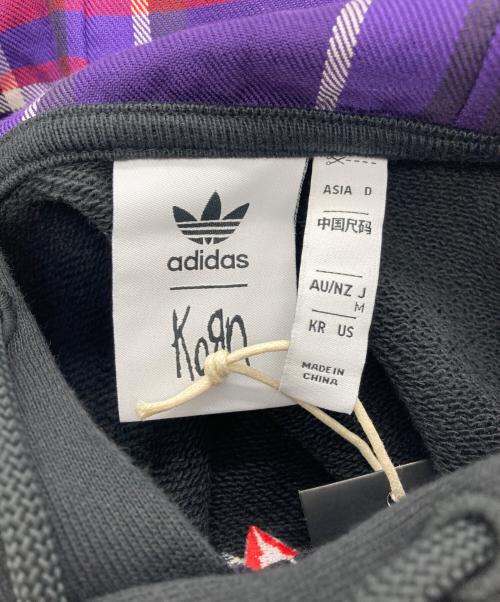 adidas
KoRn
ASIA D
中国尺码
AU/NZ J
M
KR US
MADE IN
CHINA